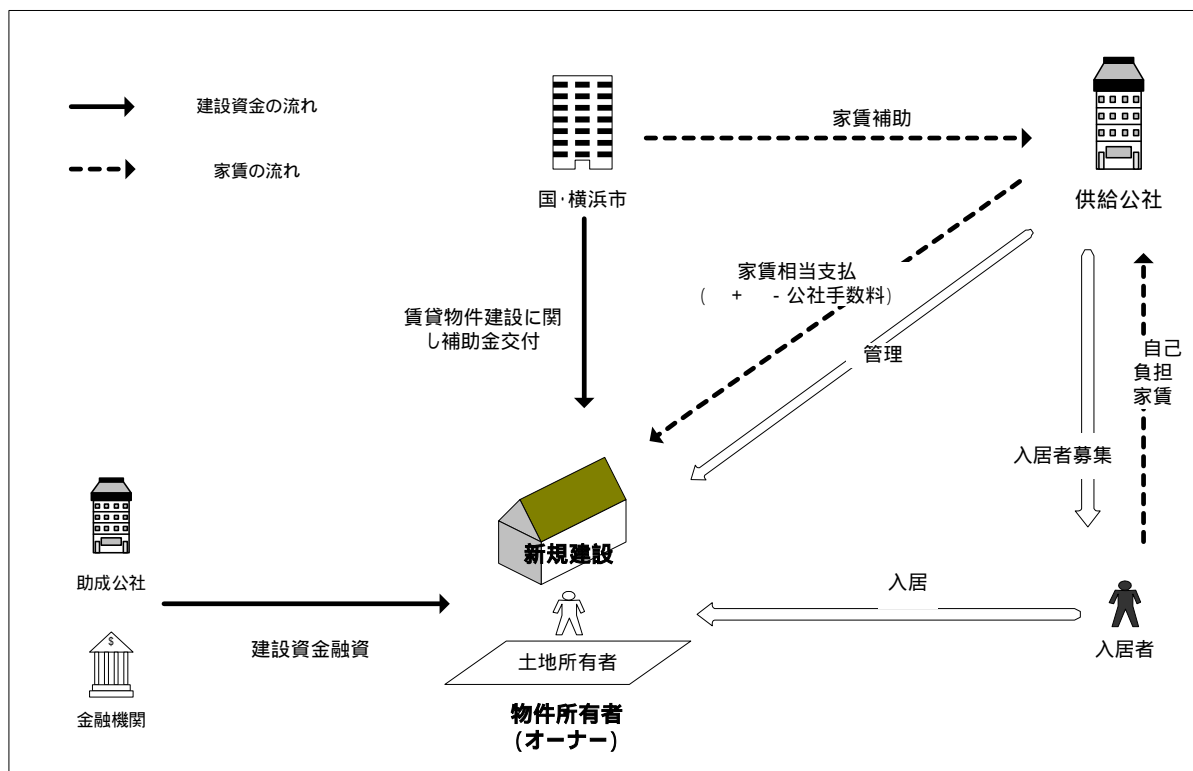 建設資金の流れ
家賃の流れ
国・横浜市
家賃補助
供給公社
家賃相当支払
( + - 公社手数料)
賃貸物件建設に関
し補助金交付
管理
自己
負担
家賃
入居者募集
助成公社
新規建設
入居
建設資金融資
土地所有者
入居者
$
金融機関
物件所有者
(オーナー)